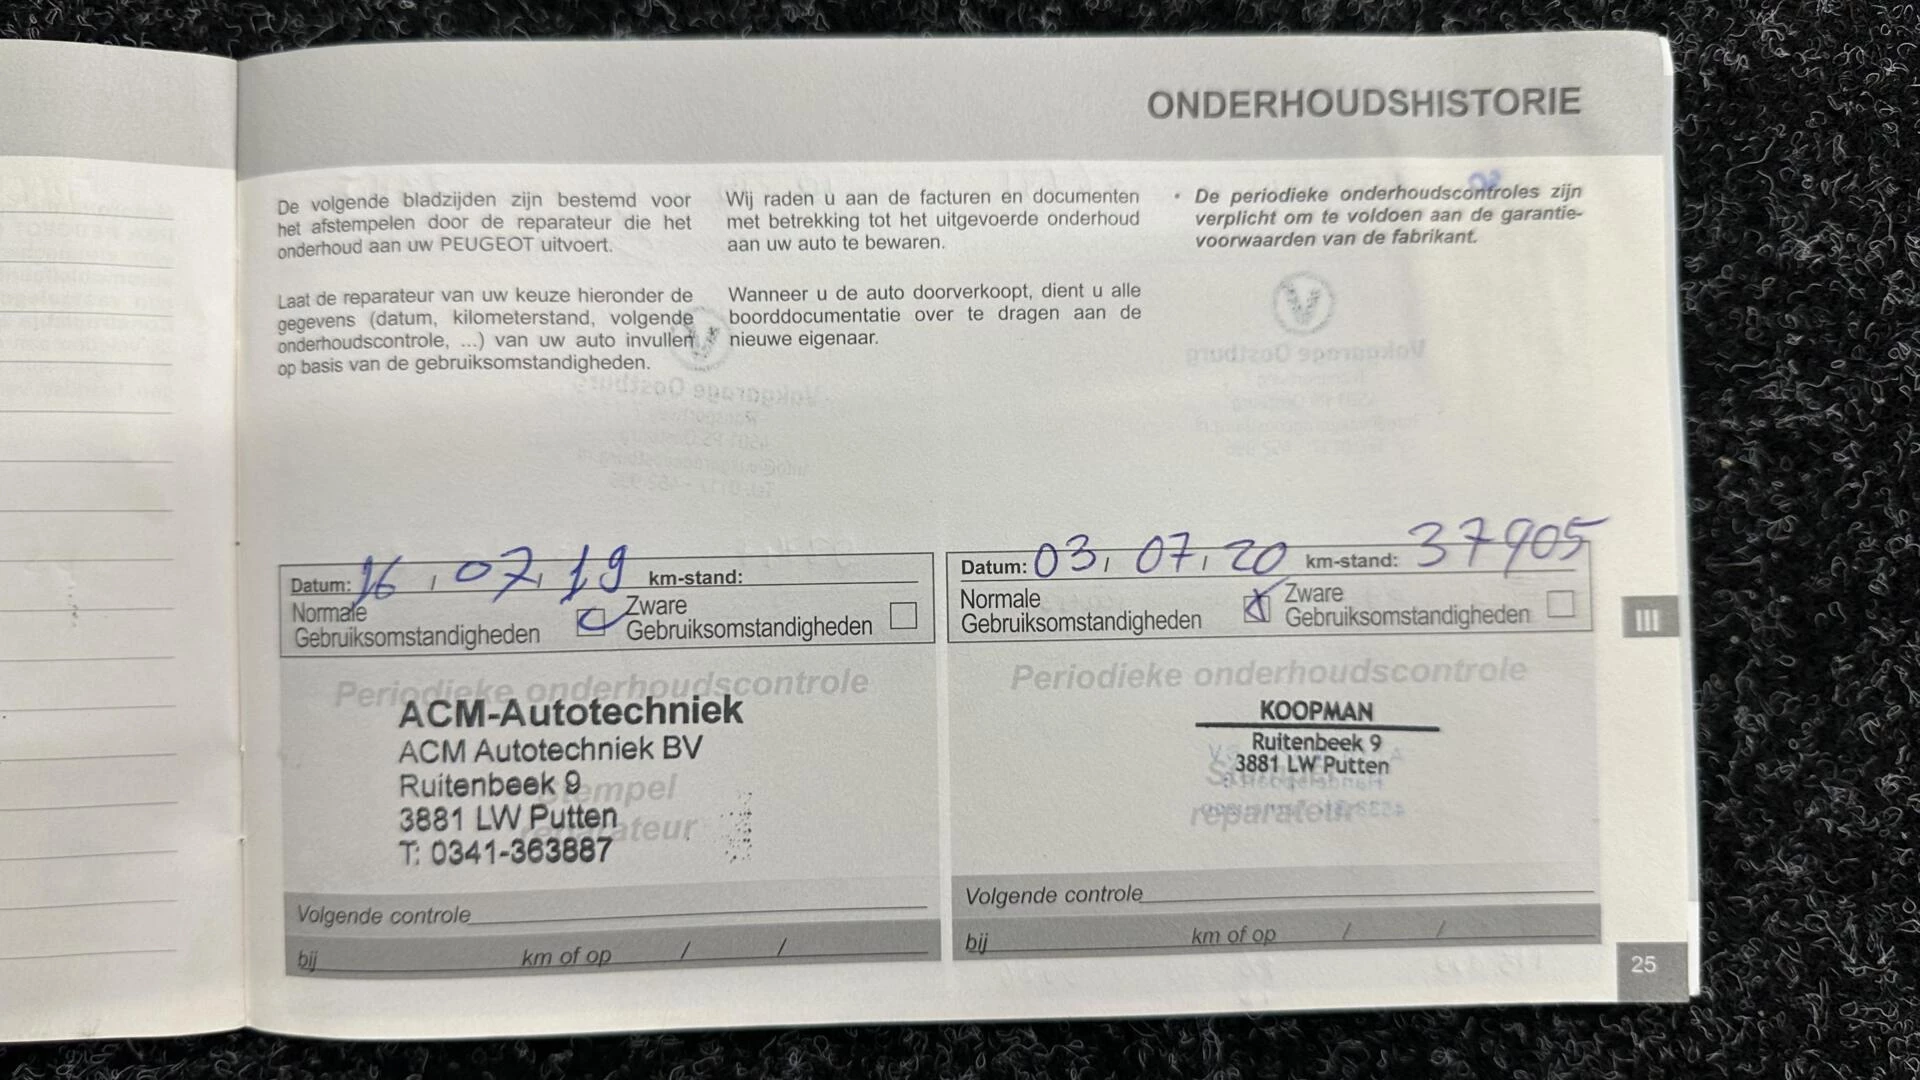 ONDERHOUDSHISTORIE
De volgende bladzijden zijn bestemd voor
het afstempelen door de reparateur die het
onderhoud aan uw PEUGEOT uitvoert.
Laat de reparateur van uw keuze hieronder de
gegevens (datum, kilometerstand, volgende
onderhoudscontrole, ...) van uw auto invullen
op basis van de gebruiksomstandigheden.
Wij raden u aan de facturen en documenten
met betrekking tot het uitgevoerde onderhoud
aan uw auto te bewaren.
Wanneer u de auto doorverkoopt, dient u alle
boorddocumentatie over te dragen aan de
nieuwe eigenaar.
• De periodieke onderhoudscontroles zijn
verplicht om te voldoen aan de garantie-
voorwaarden van de fabrikant.
Datum: 16 / 07 / 19 km-stand:
Normale
Gebruiksomstandigheden
Zware
Gebruiksomstandigheden
Periodieke onderhoudscontrole
ACM-Autotechniek
ACM Autotechniek BV
Ruitenbeek 9
3881 LW Putten
T: 0341-363887
Stempel
reparateur
Volgende controle
bij km of op / /
Datum: 03 / 07 / 20 km-stand: 37905
Normale
Gebruiksomstandigheden
Zware
Gebruiksomstandigheden
Periodieke onderhoudscontrole
KOOPMAN
Ruitenbeek 9
3881 LW Putten
reparateur
Volgende controle
bij km of op / /
III
25